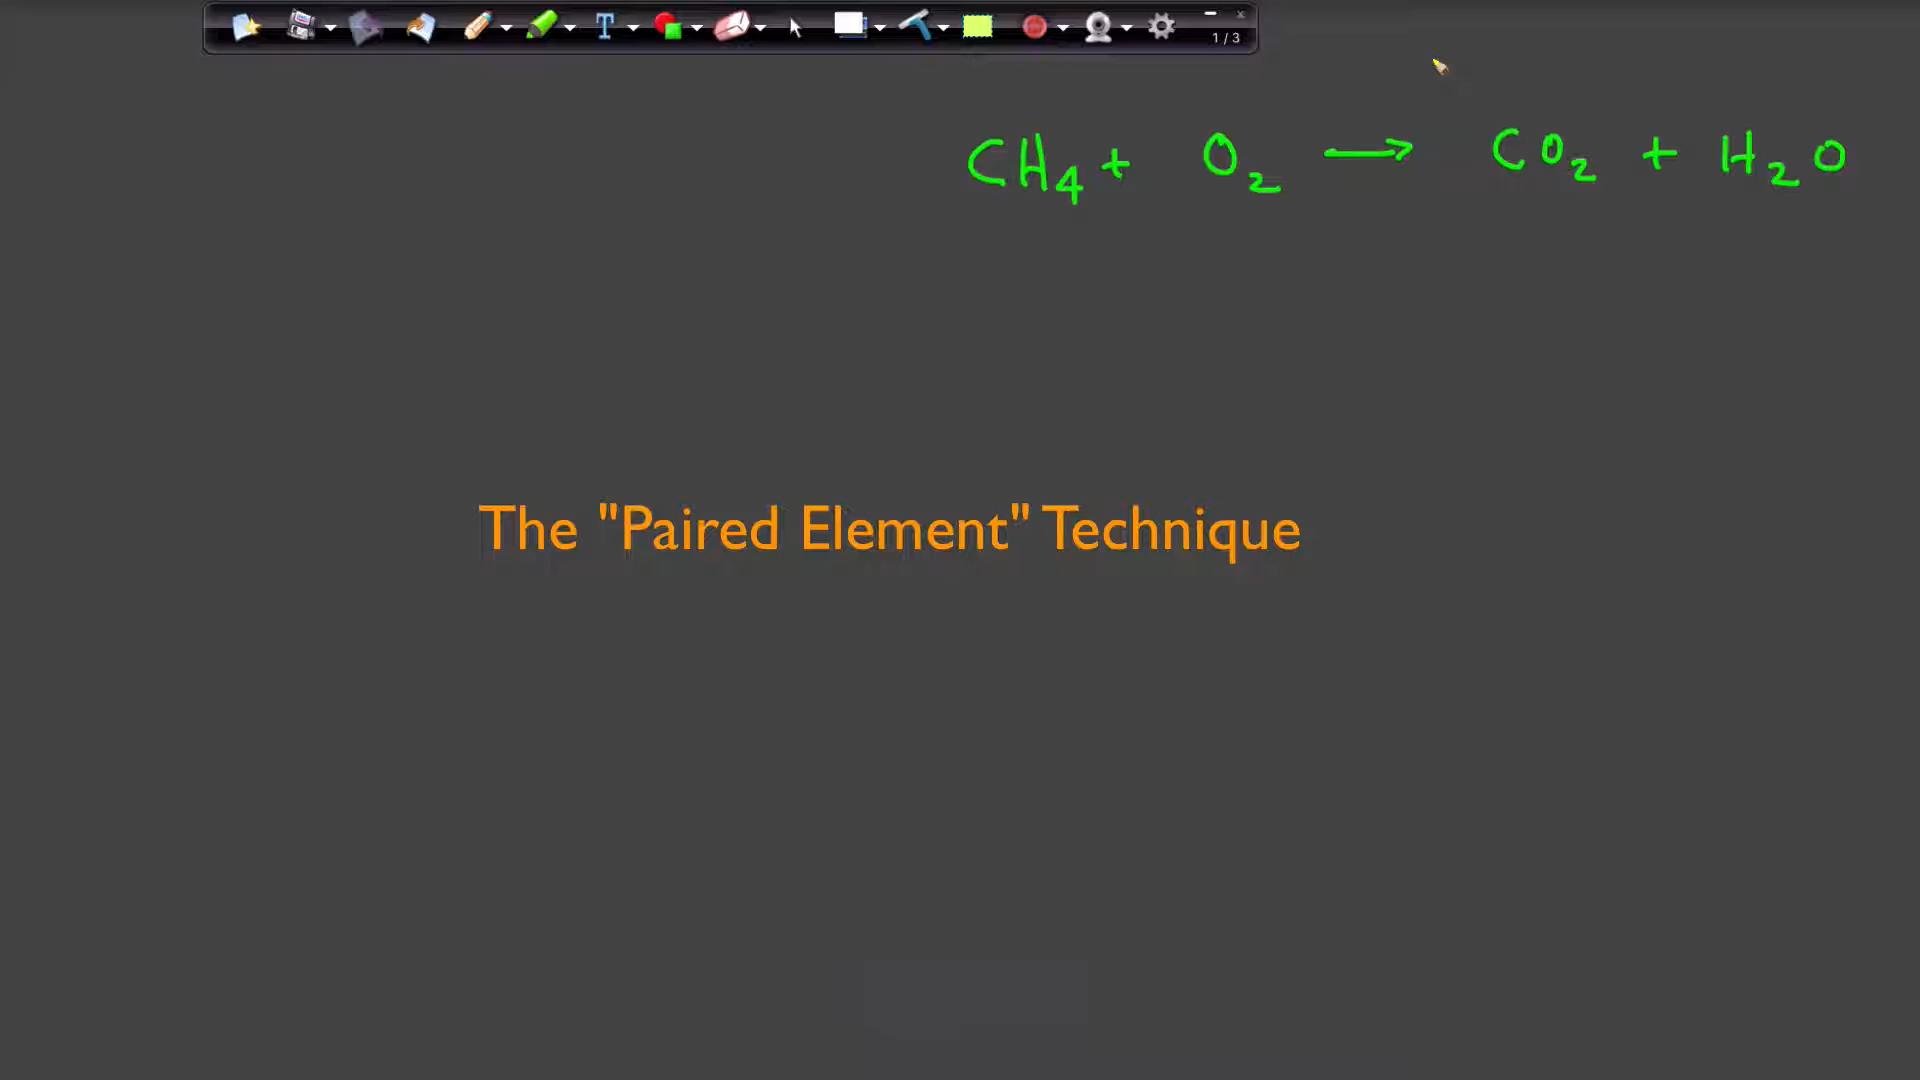 1 / 3
CH₄ + O₂ → CO₂ + H₂O
The "Paired Element" Technique